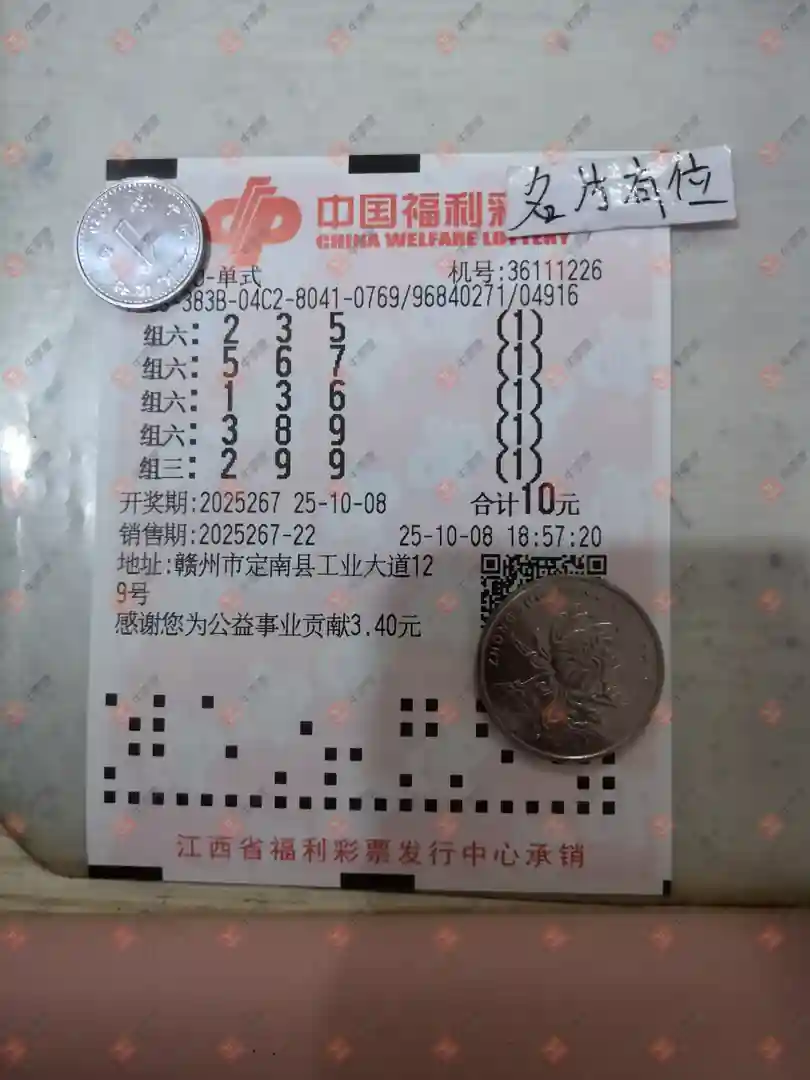 中国福利彩
名片商位
CHINA WELFARE LOTTERY
-单式 机号:36111226
-383B-04C2-8041-0769/96840271/04916
组六: 2 3 5 (1)
组六: 5 6 7 (1)
组六: 1 3 6 (1)
组六: 3 8 9 (1)
组三: 2 9 9 (1)
开奖期:2025267 25-10-08 合计10元
销售期:2025267-22 25-10-08 18:57:20
地址:赣州市定南县工业大道12
9号
感谢您为公益事业贡献3.40元
江西省福利彩票发行中心承销